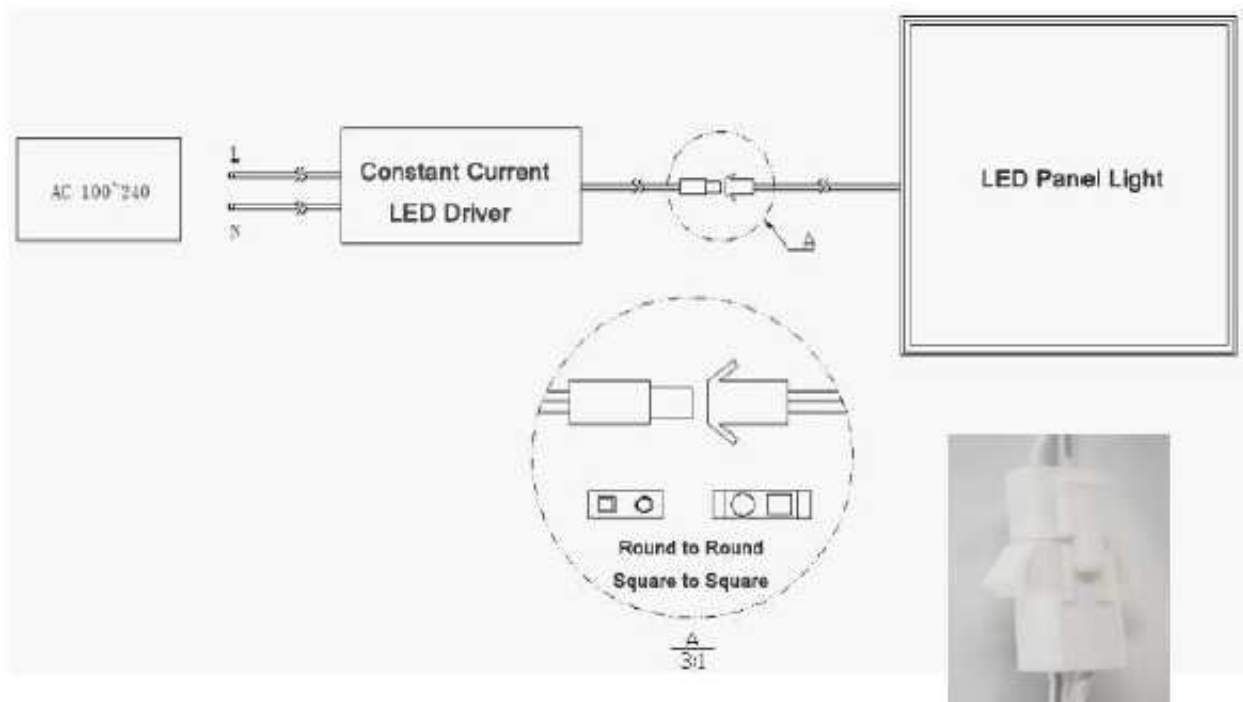 AC 100~240
L
N
Constant Current
LED Driver
A
LED Panel Light
Round to Round
Square to Square
A
3:1